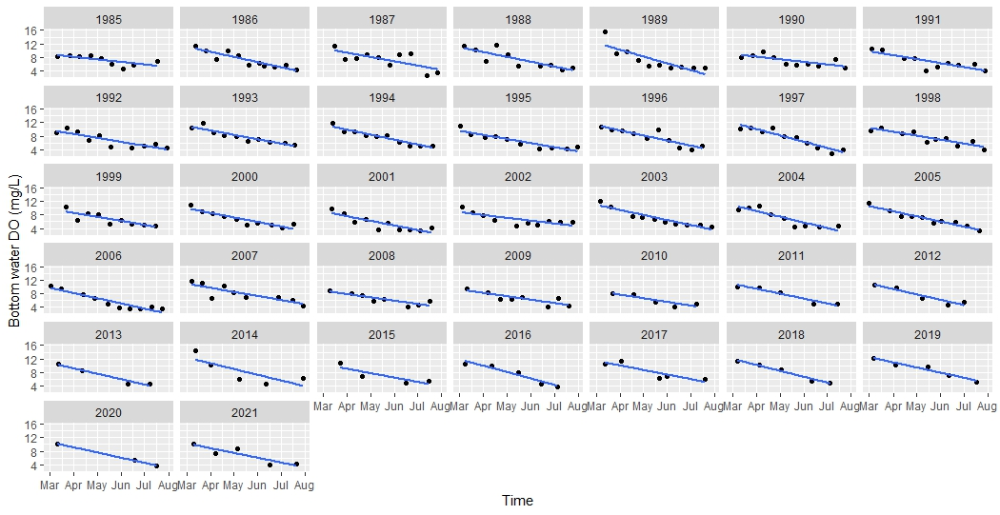 1985 1986 1987 1988 1989 1990 1991
16
12
8
4
1992 1993 1994 1995 1996 1997 1998
16
12
8
4
1999 2000 2001 2002 2003 2004 2005
16
12
8
4
Bottom water DO (mg/L)
2006 2007 2008 2009 2010 2011 2012
16
12
8
4
2013 2014 2015 2016 2017 2018 2019
16
12
8
4
Mar Apr May Jun Jul Aug Mar Apr May Jun Jul Aug Mar Apr May Jun Jul Aug Mar Apr May Jun Jul Aug Mar Apr May Jun Jul Aug
2020 2021
16
12
8
4
Mar Apr May Jun Jul Aug Mar Apr May Jun Jul Aug
Time